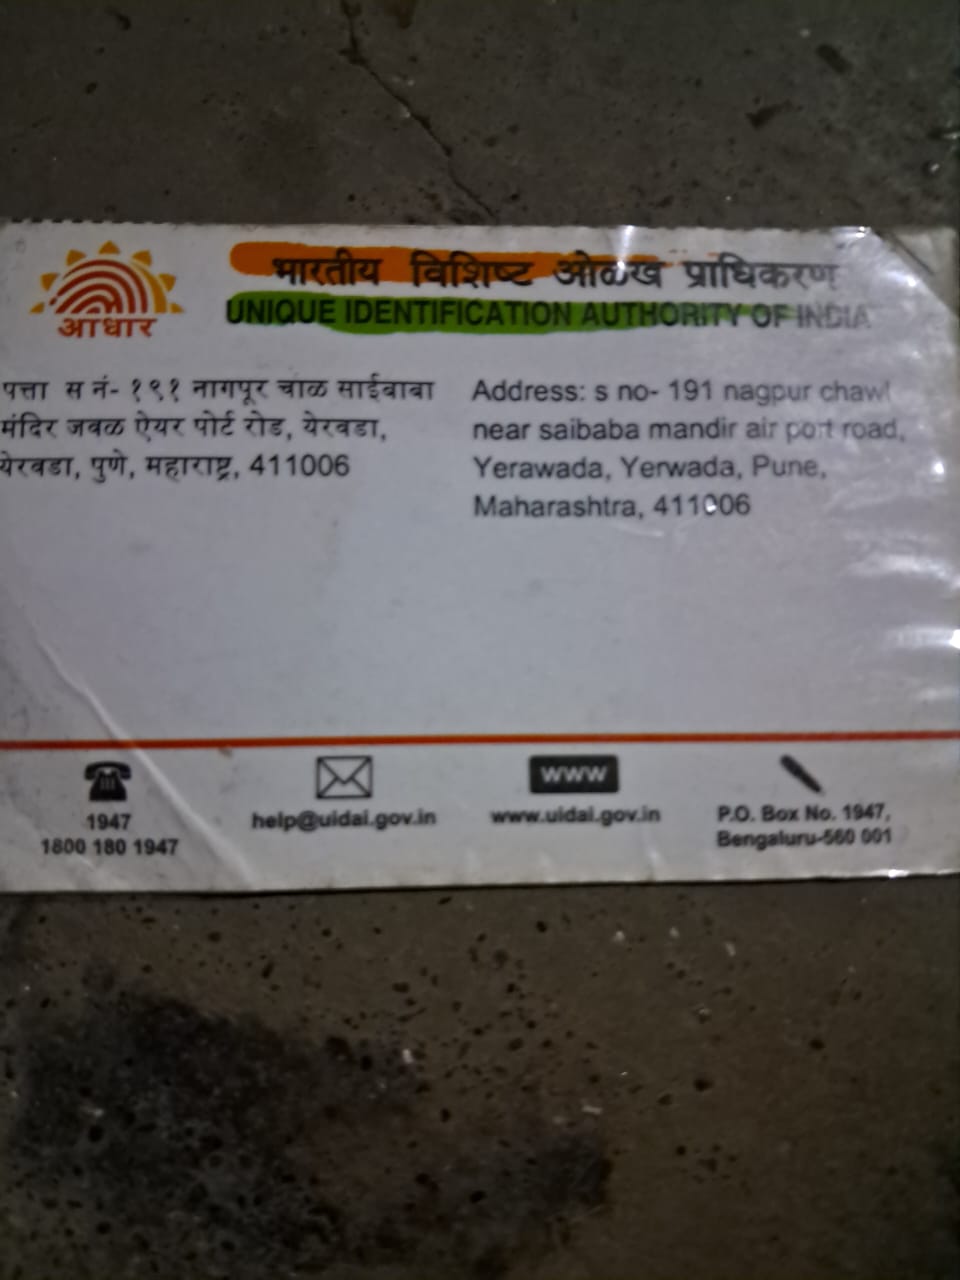 आधार
भारतीय विशिष्ट ओळख प्राधिकरण
UNIQUE IDENTIFICATION AUTHORITY OF INDIA
पत्ता स नं- १९१ नागपूर चाळ साईबाबा
मंदिर जवळ ऐयर पोर्ट रोड, येरवडा,
येरवडा, पुणे, महाराष्ट्र, 411006
Address: s no- 191 nagpur chawl
near saibaba mandir air port road,
Yerawada, Yerwada, Pune,
Maharashtra, 411006
1947
1800 180 1947
help@uidai.gov.in
www
www.uidai.gov.in
P.O. Box No. 1947,
Bengaluru-560 001